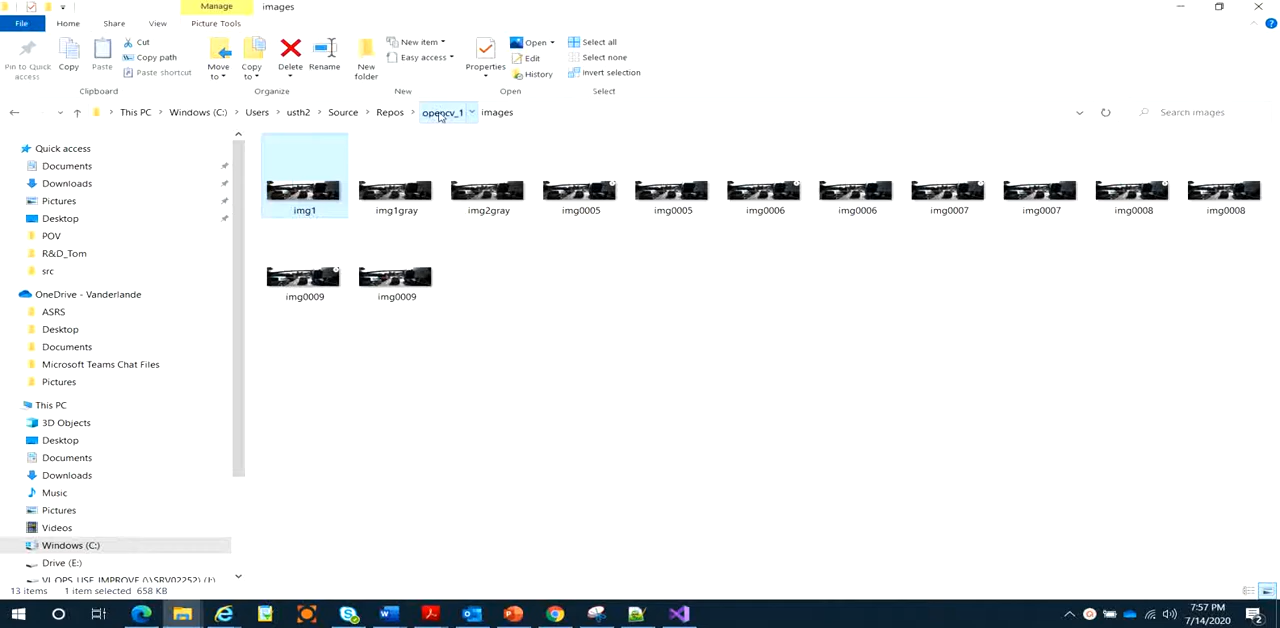 Manage
images
File
Home
Share
View
Picture Tools
Pin to Quick access
Copy
Paste
Cut
Copy path
Paste shortcut
Clipboard
Move to
Copy to
Delete
Rename
Organize
New folder
New item
Easy access
New
Properties
Open
Edit
History
Open
Select all
Select none
Invert selection
Select
This PC > Windows (C:) > Users > usth2 > Source > Repos > opencv_1 images
Search images
Quick access
Documents
Downloads
Pictures
Desktop
POV
R&D_Tom
src
OneDrive - Vanderlande
ASRS
Desktop
Documents
Microsoft Teams Chat Files
Pictures
This PC
3D Objects
Desktop
Documents
Downloads
Music
Pictures
Videos
Windows (C:)
Drive (E:)
img1 img1gray img2gray img0005 img0005 img0006 img0006 img0007 img0007 img0008 img0008
img0009 img0009
13 items 1 item selected 658 KB
7:57 PM
7/14/2020
2